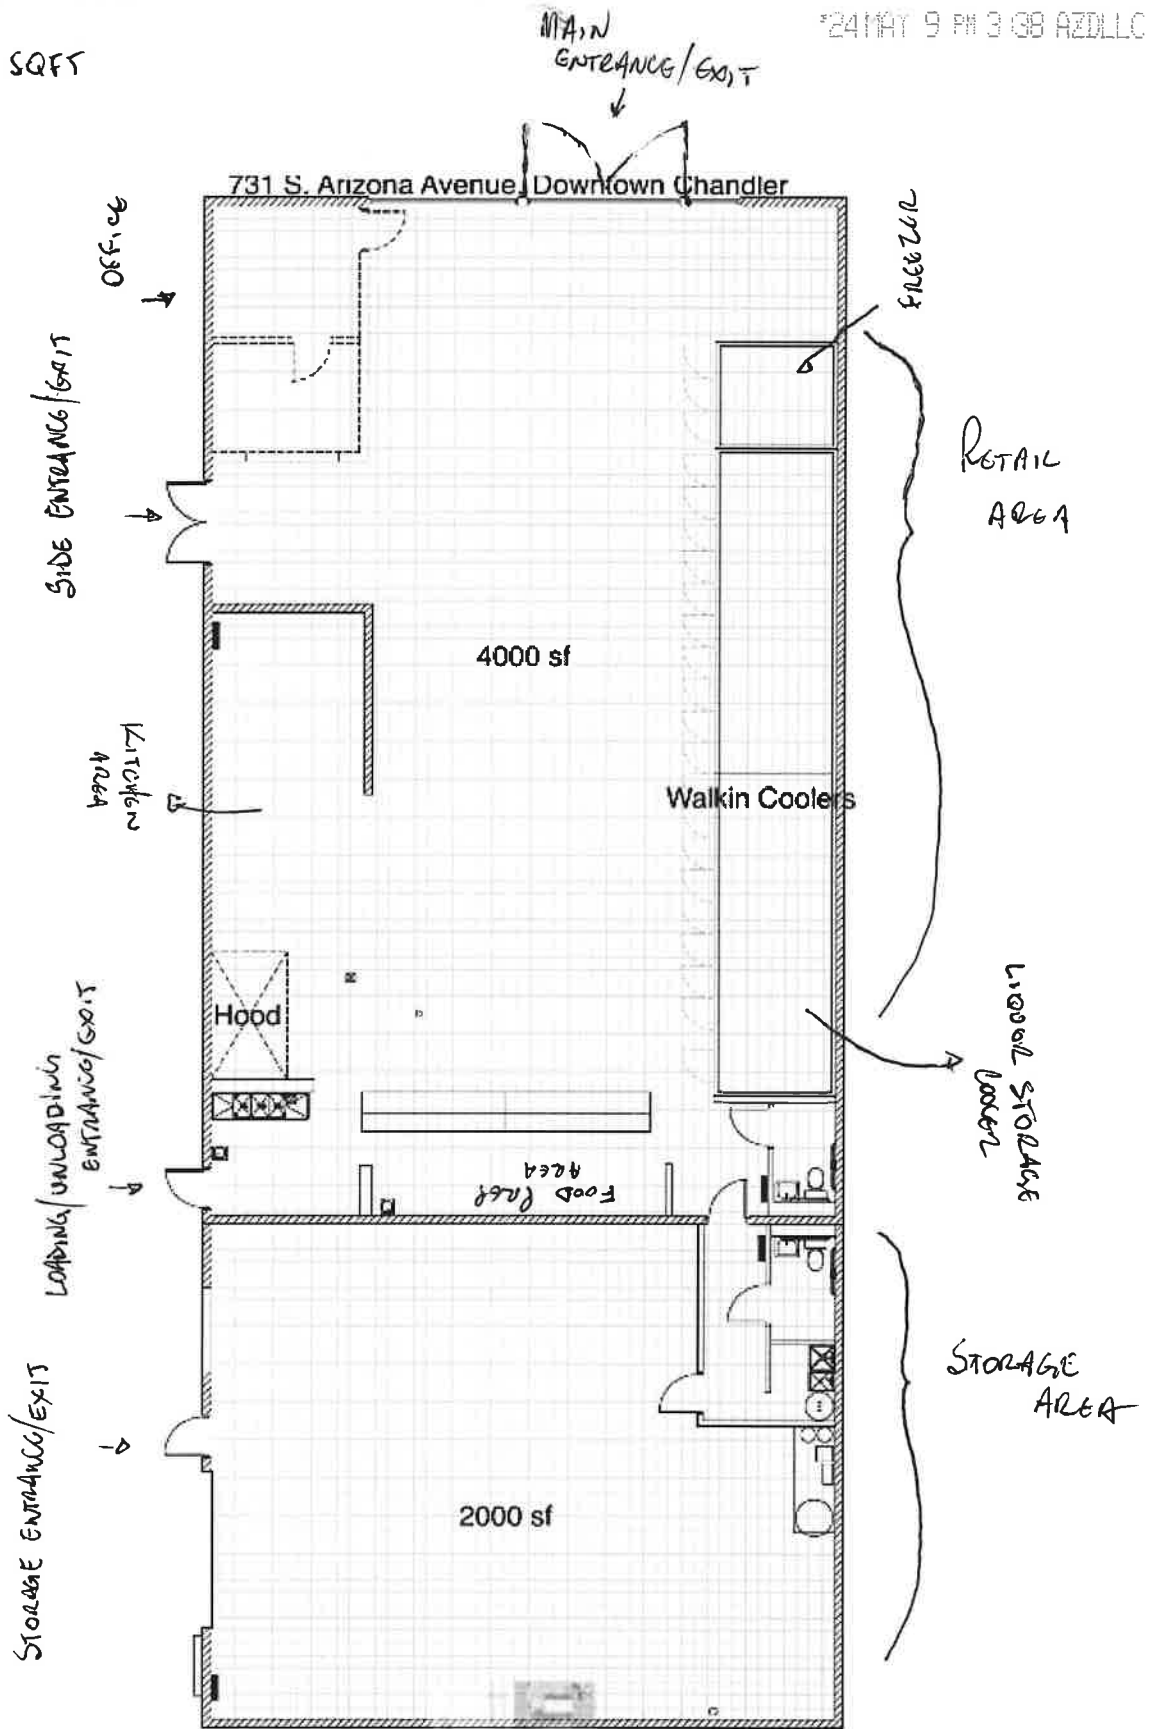 '24 MAY 9 PM 3:38 AZDLLC
SQFT
MAIN
ENTRANCE/EXIT
731 S. Arizona Avenue, Downtown Chandler
OFFICE
FREEZER
SIDE ENTRANCE/EXIT
RETAIL
AREA
4000 sf
KITCHEN
AREA
Walkin Coolers
Hood
LIQUOR STORAGE
COOLER
LOADING/UNLOADING
ENTRANCE/EXIT
FOOD PREP
AREA
STORAGE
AREA
STORAGE ENTRANCE/EXIT
2000 sf